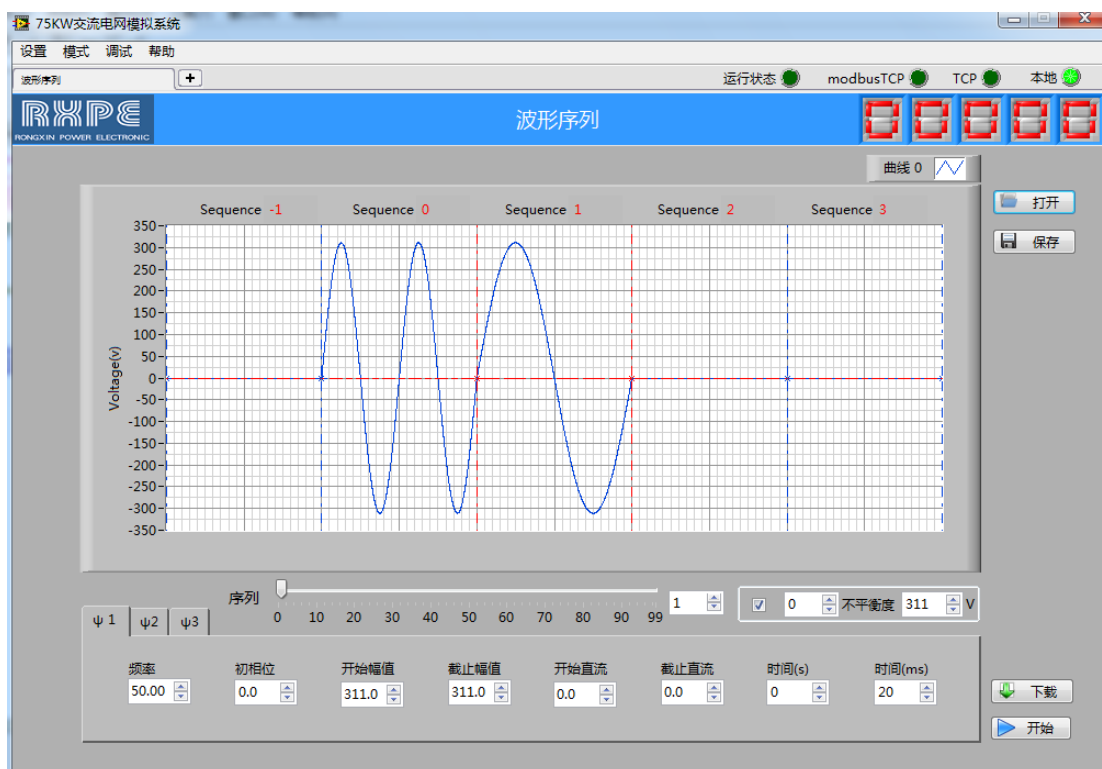 75KW交流电网模拟系统
设置 模式 调试 帮助
波形序列 + 运行状态 modbusTCP TCP 本地
RXPE
RONGXIN POWER ELECTRONIC
波形序列
曲线 0
打开
保存
Sequence -1 Sequence 0 Sequence 1 Sequence 2 Sequence 3
350
300
250
200
150
100
50
0
-50
-100
-150
-200
-250
-300
-350
Voltage(v)
序列
0 10 20 30 40 50 60 70 80 90 99
1
0 不平衡度 311 V
ψ1 ψ2 ψ3
频率 初相位 开始幅值 截止幅值 开始直流 截止直流 时间(s) 时间(ms)
50.00 0.0 311.0 311.0 0.0 0.0 0 20
下载
开始